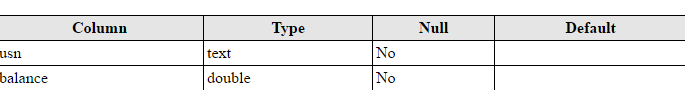 Column Type Null Default
usn text No
balance double No